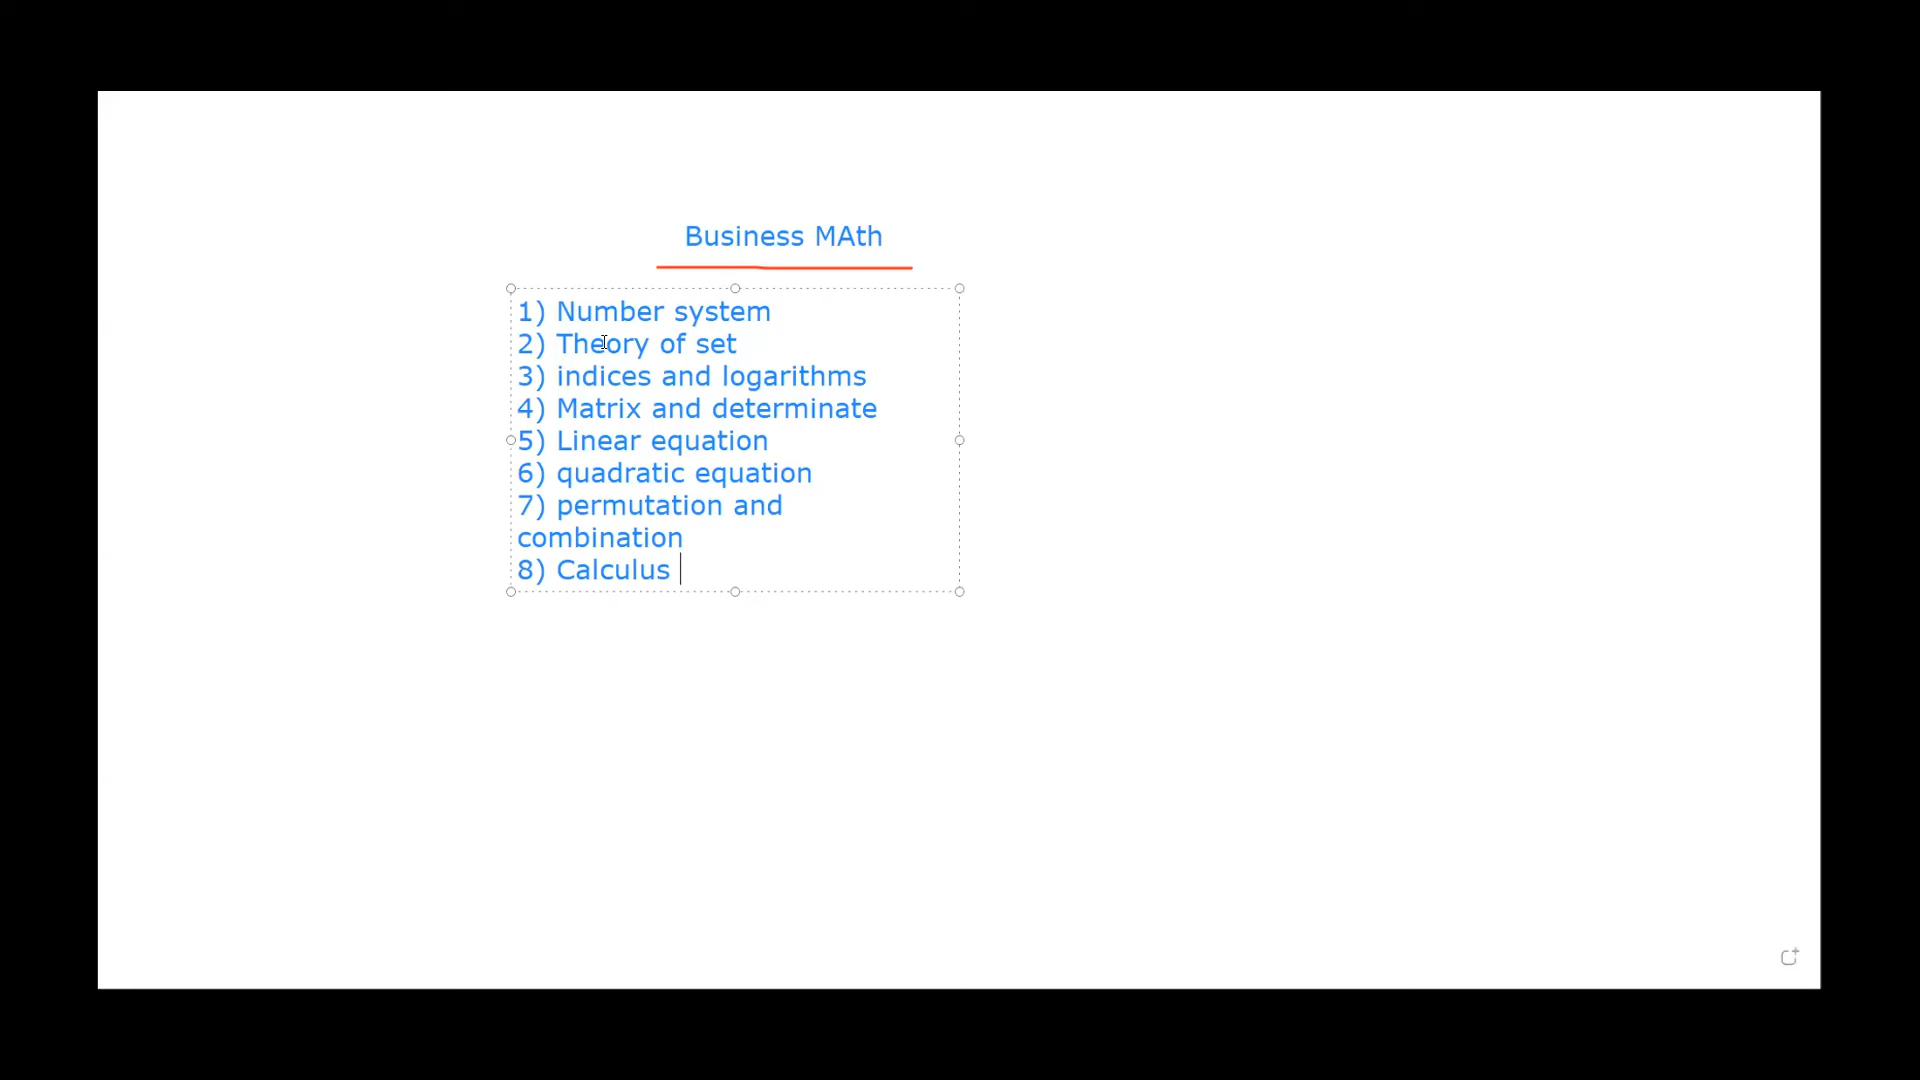 Business MAth
1) Number system
2) Theory of set
3) indices and logarithms
4) Matrix and determinate
5) Linear equation
6) quadratic equation
7) permutation and
combination
8) Calculus